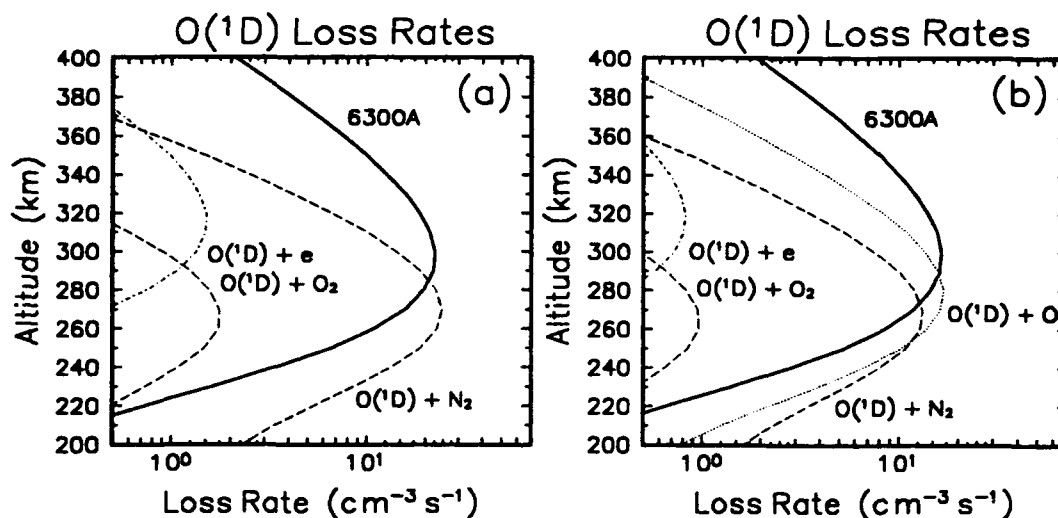 O(¹D) Loss Rates
(a)
400
380
360
340
320
300
280
260
240
220
200
Altitude (km)
6300A
O(¹D) + e
O(¹D) + O₂
O(¹D) + N₂
10⁰
10¹
Loss Rate (cm⁻³ s⁻¹)
O(¹D) Loss Rates
(b)
400
380
360
340
320
300
280
260
240
220
200
Altitude (km)
6300A
O(¹D) + e
O(¹D) + O₂
O(¹D) + O
O(¹D) + N₂
10⁰
10¹
Loss Rate (cm⁻³ s⁻¹)